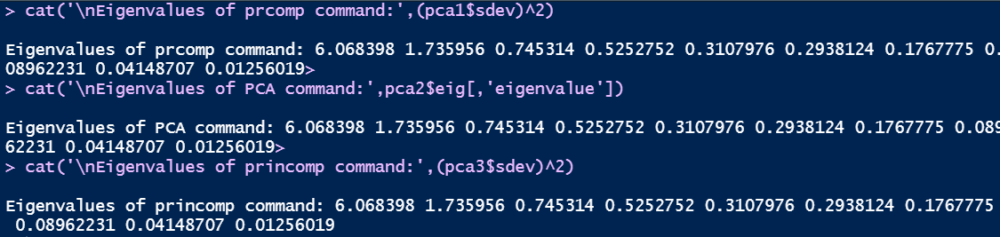 > cat('\nEigenvalues of prcomp command:',(pca1$sdev)^2)
Eigenvalues of prcomp command: 6.068398 1.735956 0.745314 0.5252752 0.3107976 0.2938124 0.1767775 0.
08962231 0.04148707 0.01256019>
> cat('\nEigenvalues of PCA command:',pca2$eig[,'eigenvalue'])
Eigenvalues of PCA command: 6.068398 1.735956 0.745314 0.5252752 0.3107976 0.2938124 0.1767775 0.089
62231 0.04148707 0.01256019>
> cat('\nEigenvalues of princomp command:',(pca3$sdev)^2)
Eigenvalues of princomp command: 6.068398 1.735956 0.745314 0.5252752 0.3107976 0.2938124 0.1767775
0.08962231 0.04148707 0.01256019